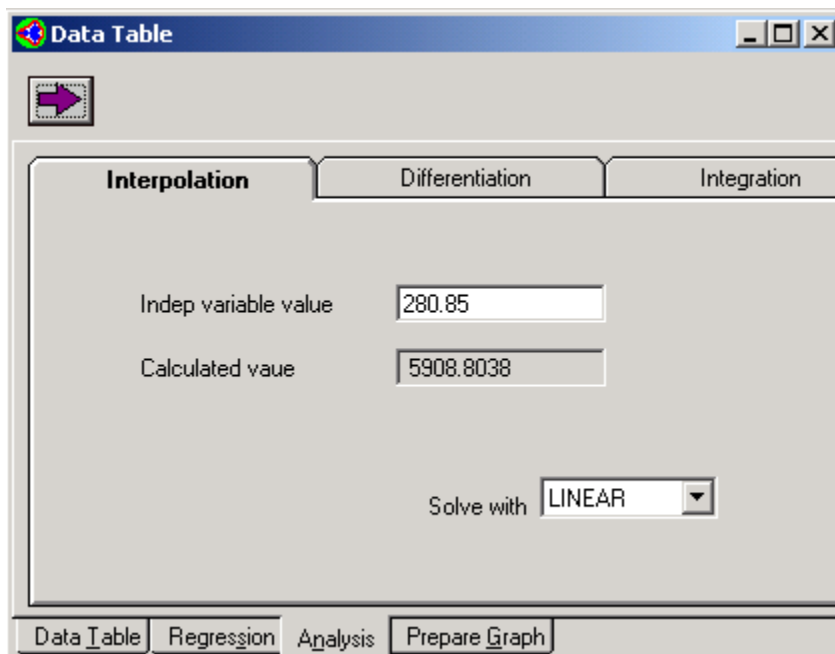 Data Table
Interpolation Differentiation Integration
Indep variable value 280.85
Calculated vaue 5908.8038
Solve with LINEAR
Data Table Regression Analysis Prepare Graph